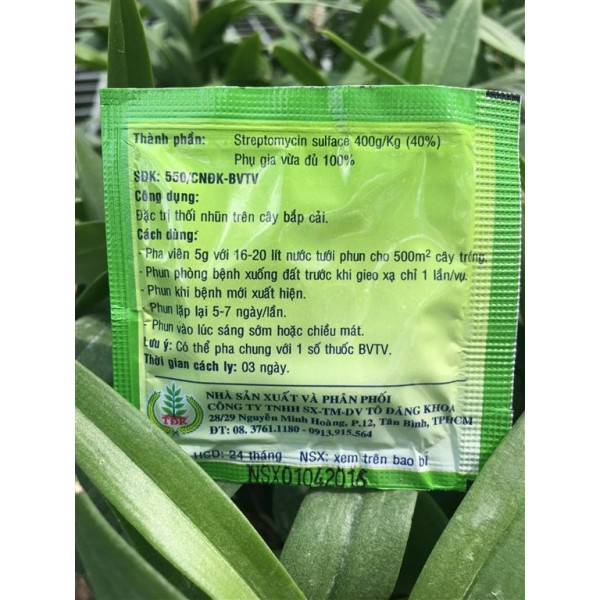 Thành phần: Streptomycin sulface 400g/Kg (40%)
Phụ gia vừa đủ 100%
SĐK: 550/CNĐK-BVTV
Công dụng:
Đặc trị thối nhũn trên cây bắp cải.
Cách dùng:
- Pha viên 5g với 16-20 lít nước tưới phun cho 500m² cây trồng.
- Phun phòng bệnh xuống đất trước khi gieo xạ chỉ 1 lần/vụ.
- Phun khi bệnh mới xuất hiện.
- Phun lặp lại 5-7 ngày/lần.
- Phun vào lúc sáng sớm hoặc chiều mát.
Lưu ý: Có thể pha chung với 1 số thuốc BVTV.
Thời gian cách ly: 03 ngày.
NHÀ SẢN XUẤT VÀ PHÂN PHỐI
CÔNG TY TNHH SX-TM-DV TÔ ĐĂNG KHOA
28/29 Nguyễn Minh Hoàng, P.12, Tân Bình, TPHCM
ĐT: 08. 3761.1180 - 0913.915.564
TĐK
HCD: 24 tháng NSX: xem trên bao bì